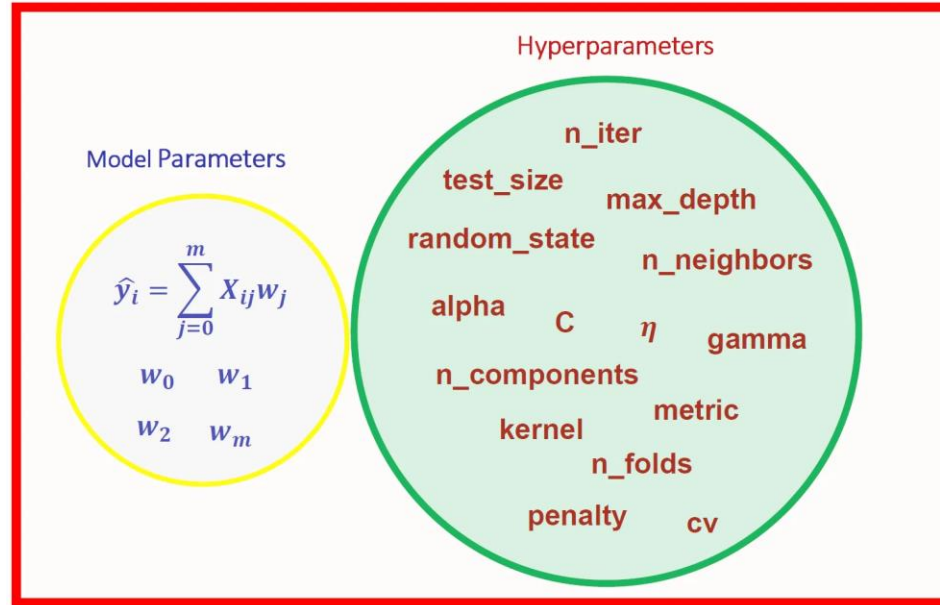 Hyperparameters
Model Parameters
n_iter
test_size
max_depth
random_state
n_neighbors
ŷᵢ = ∑ⱼ₌₀ᵐ Xᵢⱼwⱼ
alpha
C
η
gamma
w₀ w₁
n_components
w₂ wₘ
metric
kernel
n_folds
penalty
cv